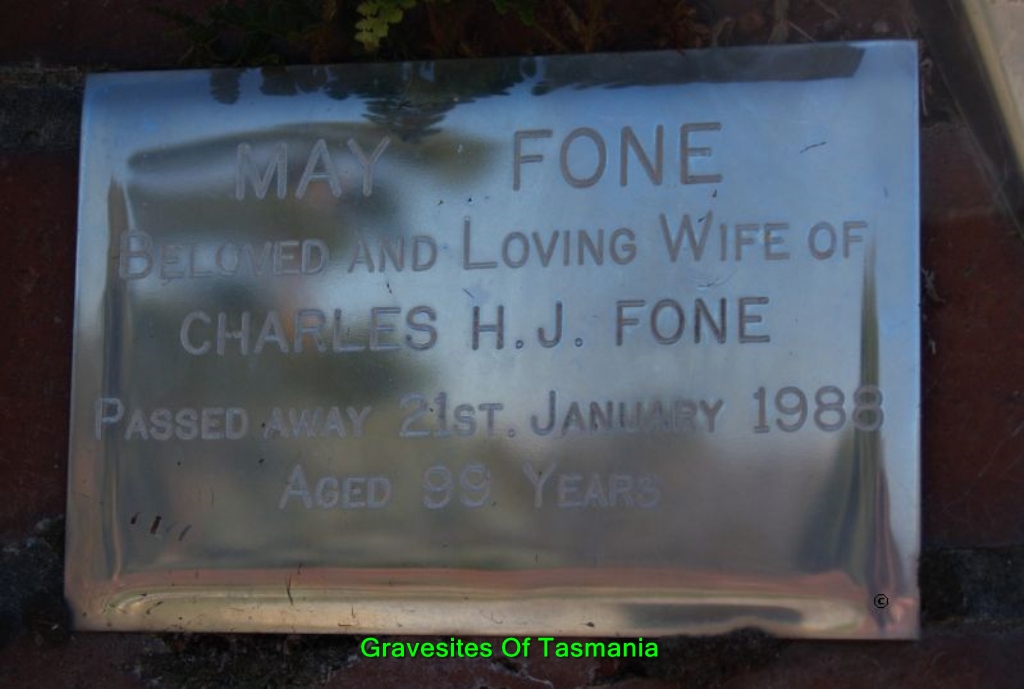 MAY FONE
BELOVED AND LOVING WIFE OF
CHARLES H.J. FONE
PASSED AWAY 21ST. JANUARY 1988
AGED 99 YEARS
©
Gravesites Of Tasmania